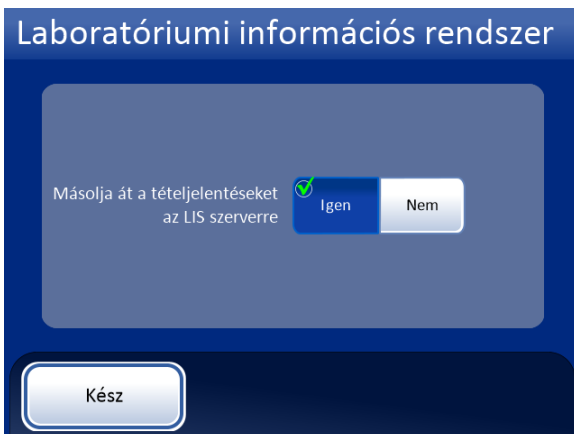 Laboratóriumi információs rendszer
Másolja át a tételjelentéseket
az LIS szerverre
Igen
Nem
Kész